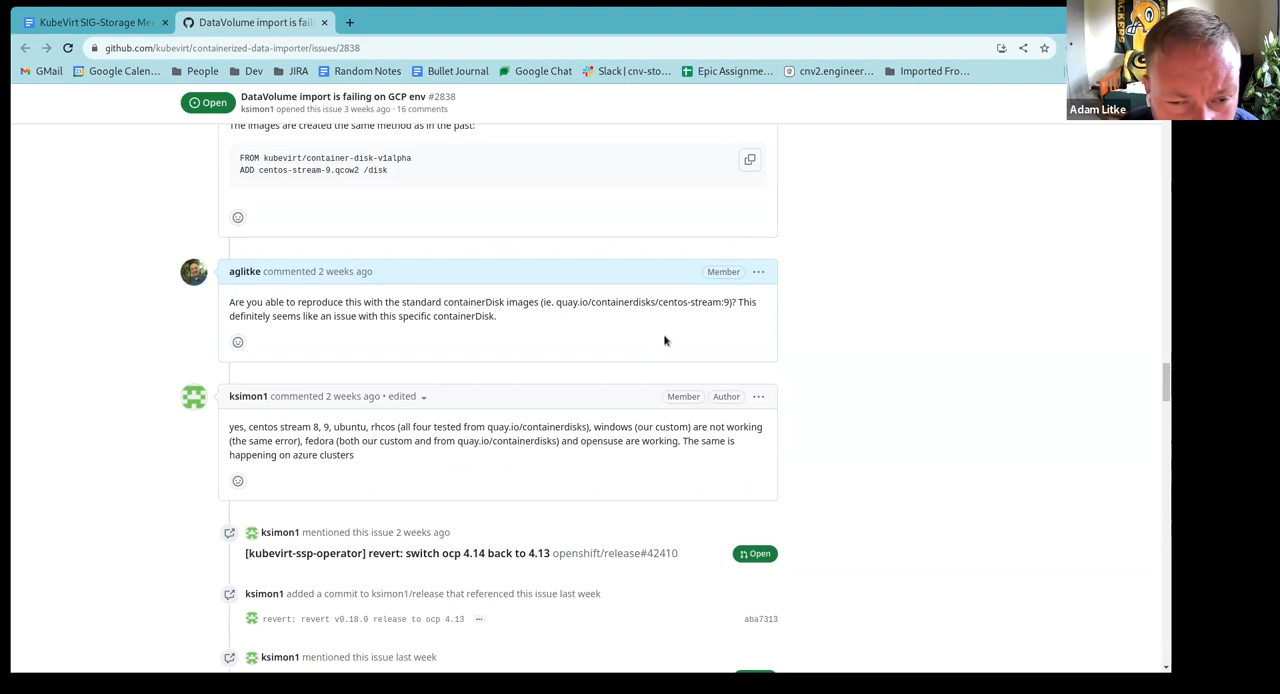 KubeVirt SIG-Storage Me
DataVolume import is fail
github.com/kubevirt/containerized-data-importer/issues/2838
GMail
Google Calen...
People
Dev
JIRA
Random Notes
Bullet Journal
Google Chat
Slack | cnv-sto...
Epic Assignme...
cnv2.engineer...
Imported Fro...
PACKERS
Adam Litke
Open
DataVolume import is failing on GCP env #2838
ksimon1 opened this issue 3 weeks ago · 16 comments
The images are created the same method as in the past:
FROM kubevirt/container-disk-v1alpha
ADD centos-stream-9.qcow2 /disk
aglitke commented 2 weeks ago
Member
Are you able to reproduce this with the standard containerDisk images (ie. quay.io/containerdisks/centos-stream:9)? This
definitely seems like an issue with this specific containerDisk.
ksimon1 commented 2 weeks ago • edited
Member
Author
yes, centos stream 8, 9, ubuntu, rhcos (all four tested from quay.io/containerdisks), windows (our custom) are not working
(the same error), fedora (both our custom and from quay.io/containerdisks) and opensuse are working. The same is
happening on azure clusters
ksimon1 mentioned this issue 2 weeks ago
[kubevirt-ssp-operator] revert: switch ocp 4.14 back to 4.13 openshift/release#42410
Open
ksimon1 added a commit to ksimon1/release that referenced this issue last week
revert: revert v0.18.0 release to ocp 4.13 ...
aba7313
ksimon1 mentioned this issue last week